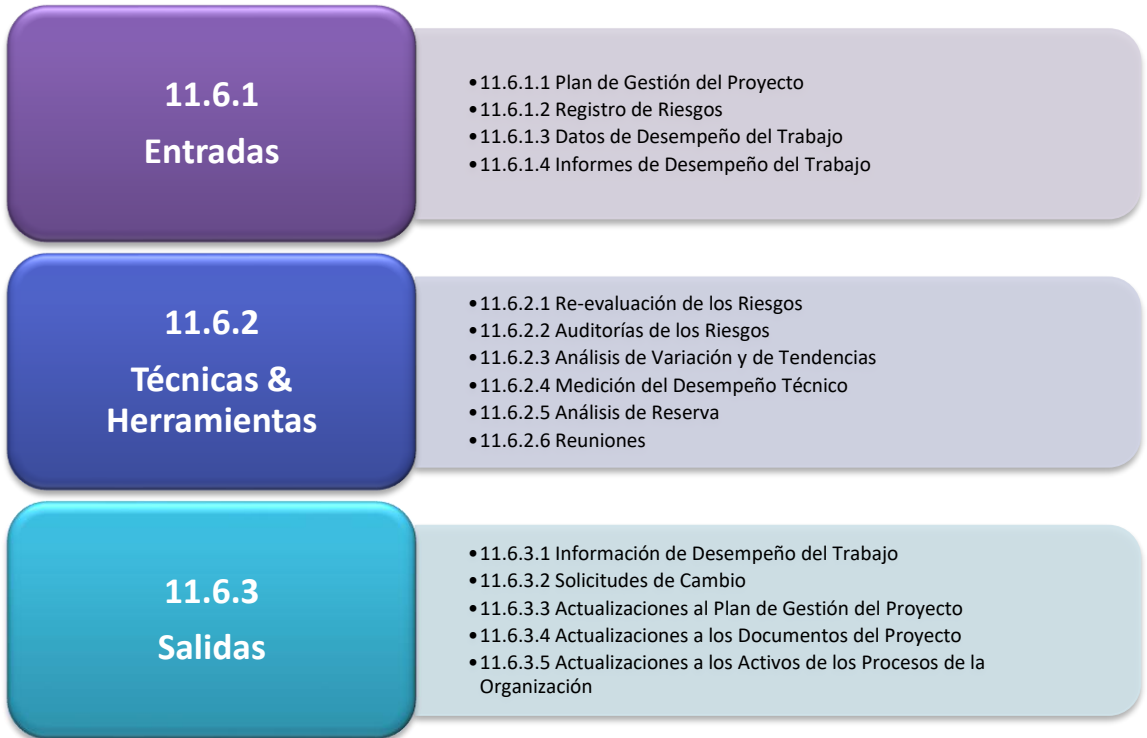 11.6.1
Entradas
•11.6.1.1 Plan de Gestión del Proyecto
•11.6.1.2 Registro de Riesgos
•11.6.1.3 Datos de Desempeño del Trabajo
•11.6.1.4 Informes de Desempeño del Trabajo
11.6.2
Técnicas &
Herramientas
•11.6.2.1 Re-evaluación de los Riesgos
•11.6.2.2 Auditorías de los Riesgos
•11.6.2.3 Análisis de Variación y de Tendencias
•11.6.2.4 Medición del Desempeño Técnico
•11.6.2.5 Análisis de Reserva
•11.6.2.6 Reuniones
11.6.3
Salidas
•11.6.3.1 Información de Desempeño del Trabajo
•11.6.3.2 Solicitudes de Cambio
•11.6.3.3 Actualizaciones al Plan de Gestión del Proyecto
•11.6.3.4 Actualizaciones a los Documentos del Proyecto
•11.6.3.5 Actualizaciones a los Activos de los Procesos de la
Organización